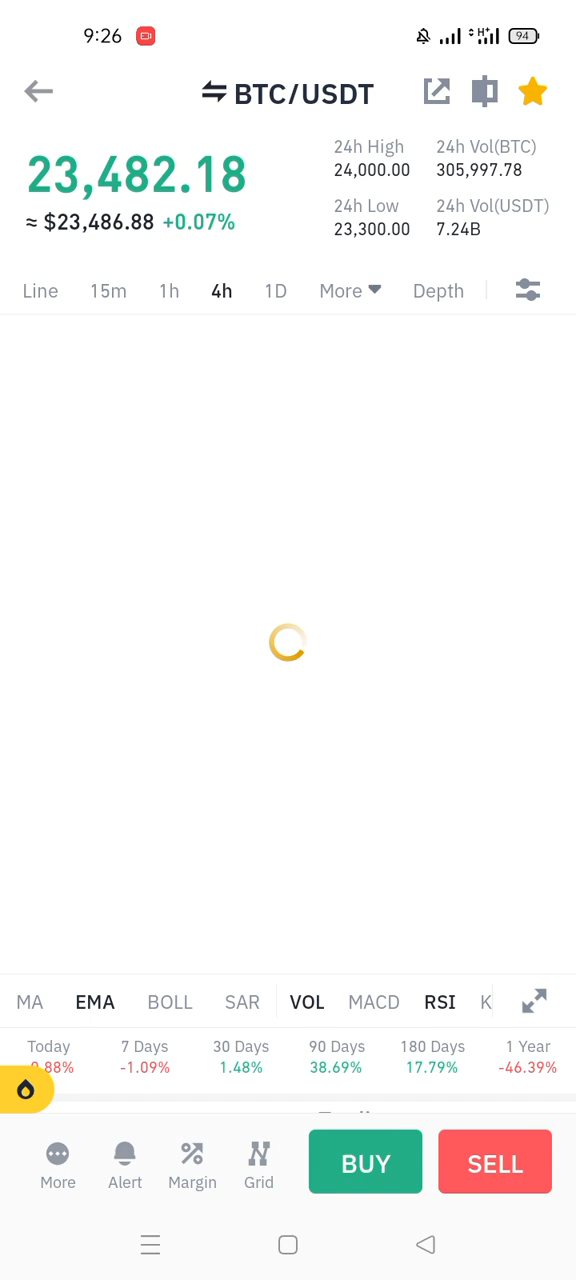 9:26
H+
94
BTC/USDT
23,482.18
≈ $23,486.88 +0.07%
24h High
24,000.00
24h Vol(BTC)
305,997.78
24h Low
23,300.00
24h Vol(USDT)
7.24B
Line 15m 1h 4h 1D More Depth
MA EMA BOLL SAR VOL MACD RSI K
Today 7 Days 30 Days 90 Days 180 Days 1 Year
.88% -1.09% 1.48% 38.69% 17.79% -46.39%
More Alert Margin Grid
BUY SELL